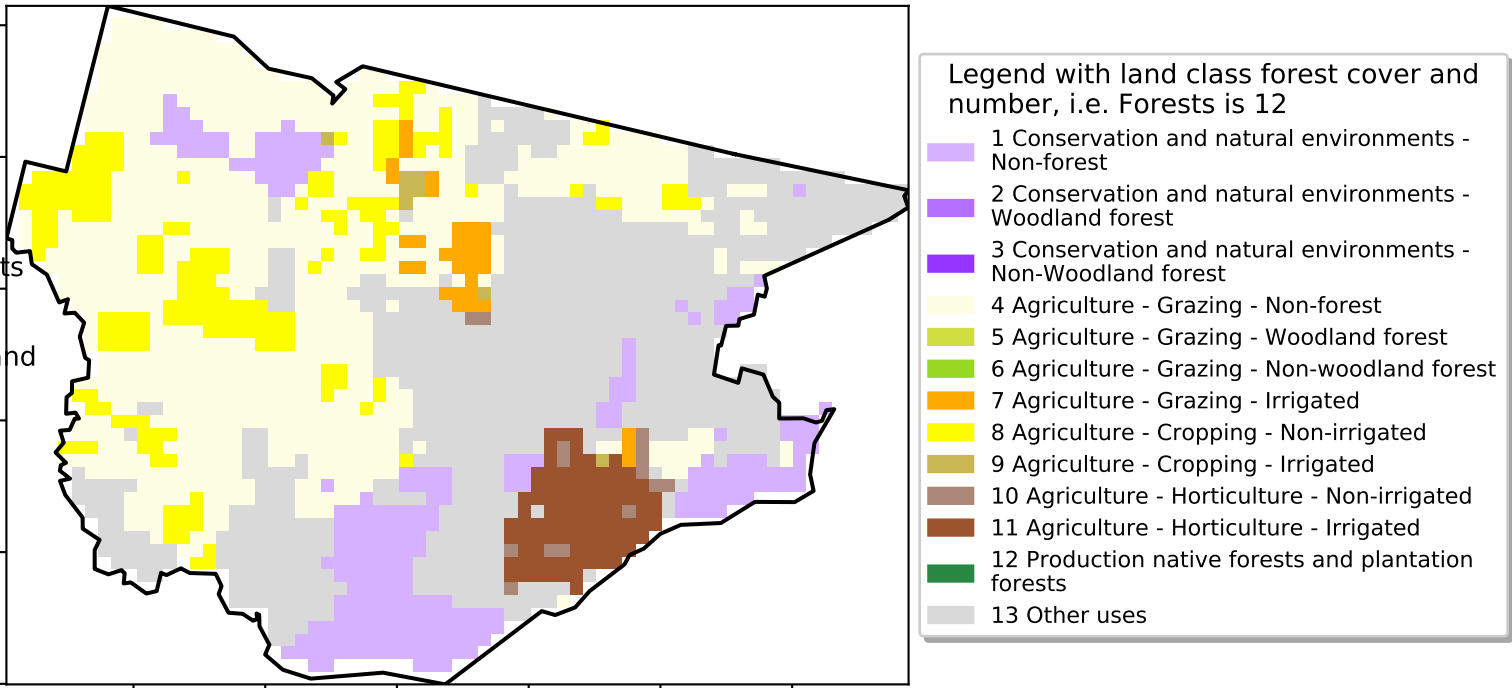 ts
nd
Legend with land class forest cover and
number, i.e. Forests is 12
1 Conservation and natural environments -
Non-forest
2 Conservation and natural environments -
Woodland forest
3 Conservation and natural environments -
Non-Woodland forest
4 Agriculture - Grazing - Non-forest
5 Agriculture - Grazing - Woodland forest
6 Agriculture - Grazing - Non-woodland forest
7 Agriculture - Grazing - Irrigated
8 Agriculture - Cropping - Non-irrigated
9 Agriculture - Cropping - Irrigated
10 Agriculture - Horticulture - Non-irrigated
11 Agriculture - Horticulture - Irrigated
12 Production native forests and plantation
forests
13 Other uses